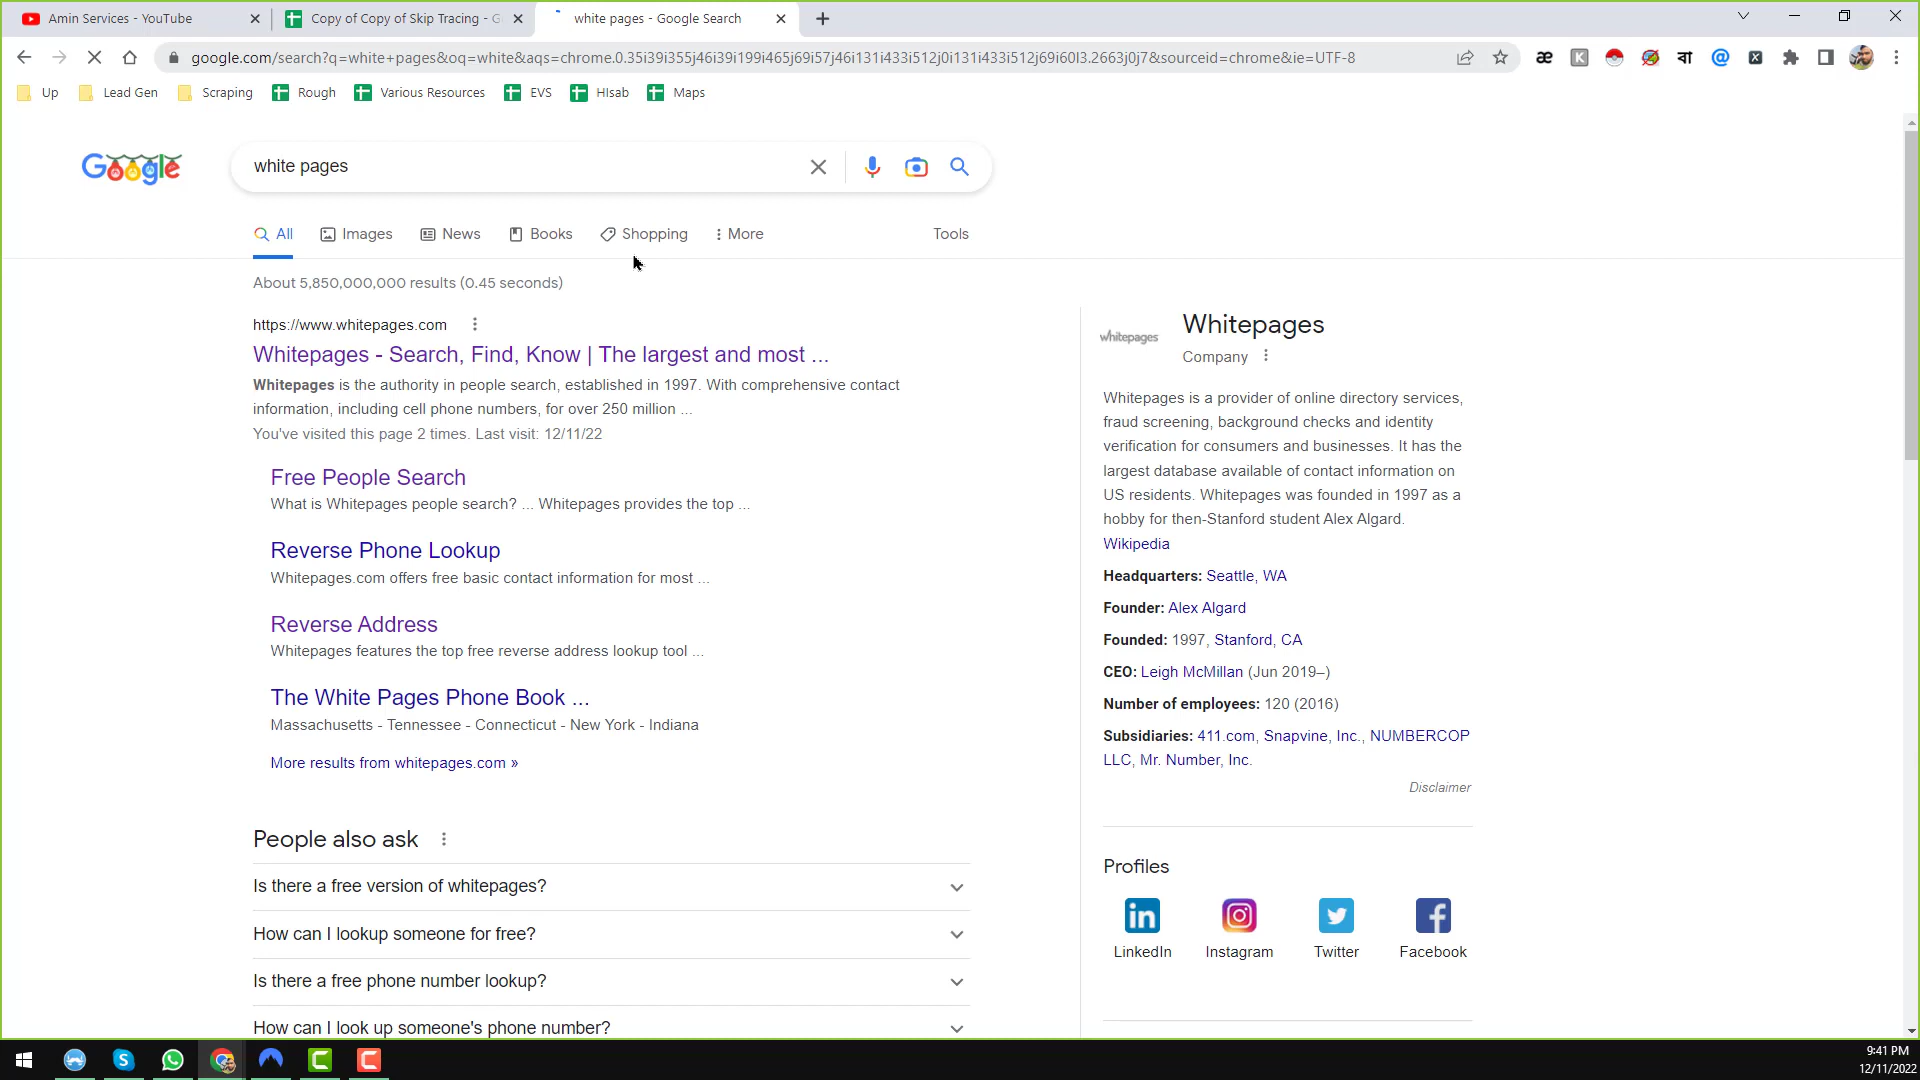 Amin Services - YouTube
Copy of Copy of Skip Tracing - G
white pages - Google Search
google.com/search?q=white+pages&oq=white&aqs=chrome.0.35i39i355j46i39i199i465j69i57j46i131i433i512j0i131i433i512j69i60l3.2663j0j7&sourceid=chrome&ie=UTF-8
æ
K
বা
@
X
Up
Lead Gen
Scraping
Rough
Various Resources
EVS
HIsab
Maps
Google
white pages
All
Images
News
Books
Shopping
More
Tools
About 5,850,000,000 results (0.45 seconds)
https://www.whitepages.com
Whitepages - Search, Find, Know | The largest and most ...
Whitepages is the authority in people search, established in 1997. With comprehensive contact
information, including cell phone numbers, for over 250 million ...
You've visited this page 2 times. Last visit: 12/11/22
Free People Search
What is Whitepages people search? ... Whitepages provides the top ...
Reverse Phone Lookup
Whitepages.com offers free basic contact information for most ...
Reverse Address
Whitepages features the top free reverse address lookup tool ...
The White Pages Phone Book ...
Massachusetts - Tennessee - Connecticut - New York - Indiana
More results from whitepages.com »
People also ask
Is there a free version of whitepages?
How can I lookup someone for free?
Is there a free phone number lookup?
How can I look up someone's phone number?
whitepages
Whitepages
Company
Whitepages is a provider of online directory services,
fraud screening, background checks and identity
verification for consumers and businesses. It has the
largest database available of contact information on
US residents. Whitepages was founded in 1997 as a
hobby for then-Stanford student Alex Algard.
Wikipedia
Headquarters: Seattle, WA
Founder: Alex Algard
Founded: 1997, Stanford, CA
CEO: Leigh McMillan (Jun 2019–)
Number of employees: 120 (2016)
Subsidiaries: 411.com, Snapvine, Inc., NUMBERCOP
LLC, Mr. Number, Inc.
Disclaimer
Profiles
LinkedIn
Instagram
Twitter
Facebook
9:41 PM
12/11/2022